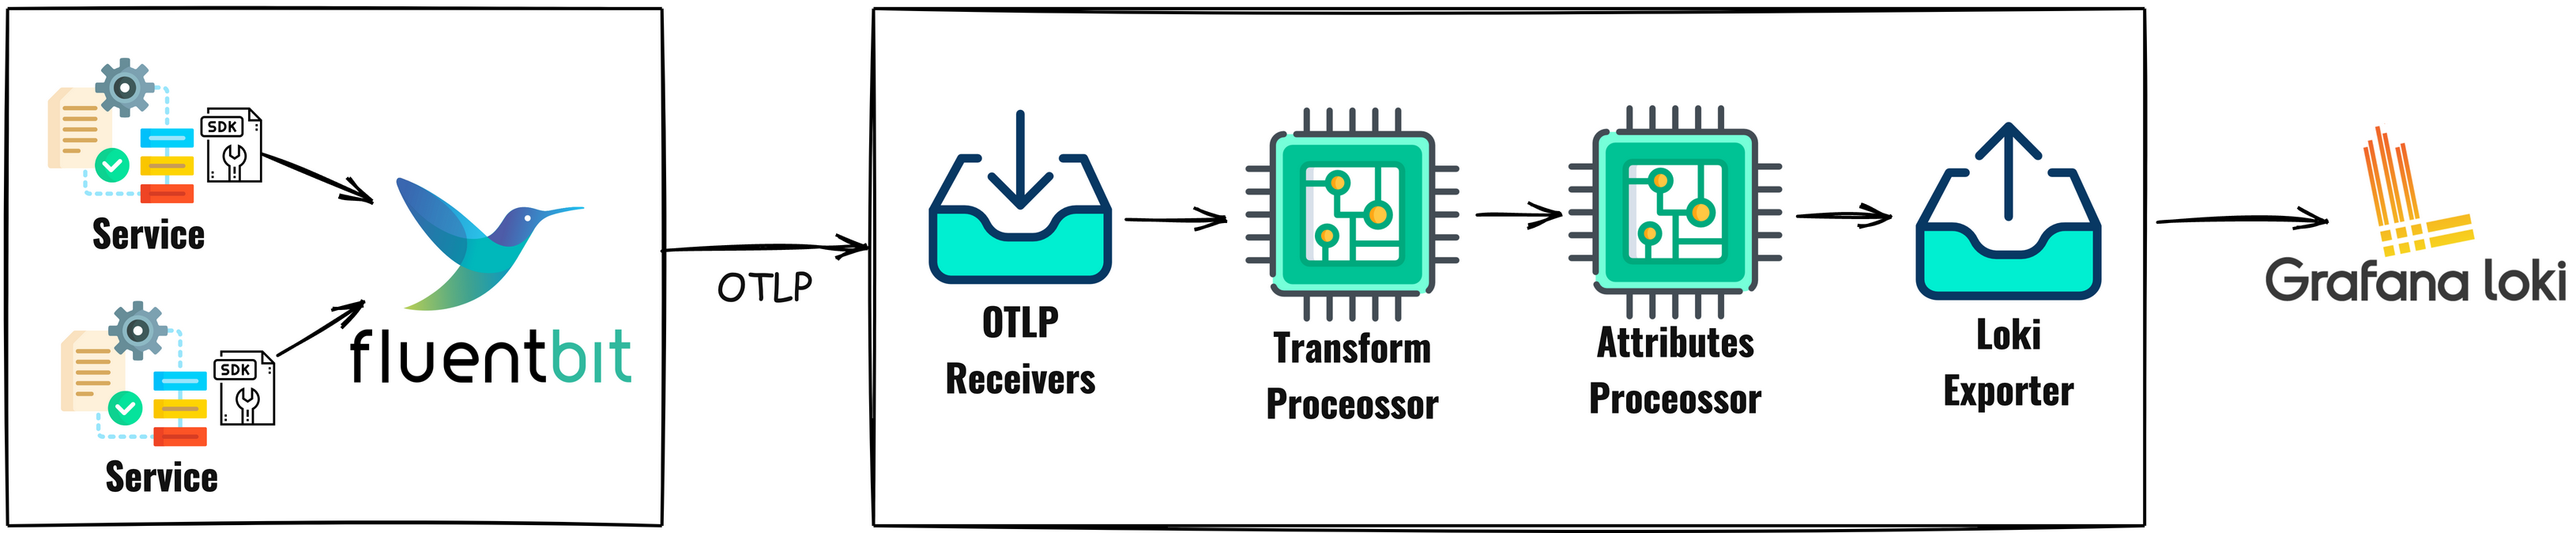 SDK
Service
fluentbit
SDK
Service
OTLP
OTLP
Receivers
Transform
Proceossor
Attributes
Proceossor
Loki
Exporter
Grafana loki